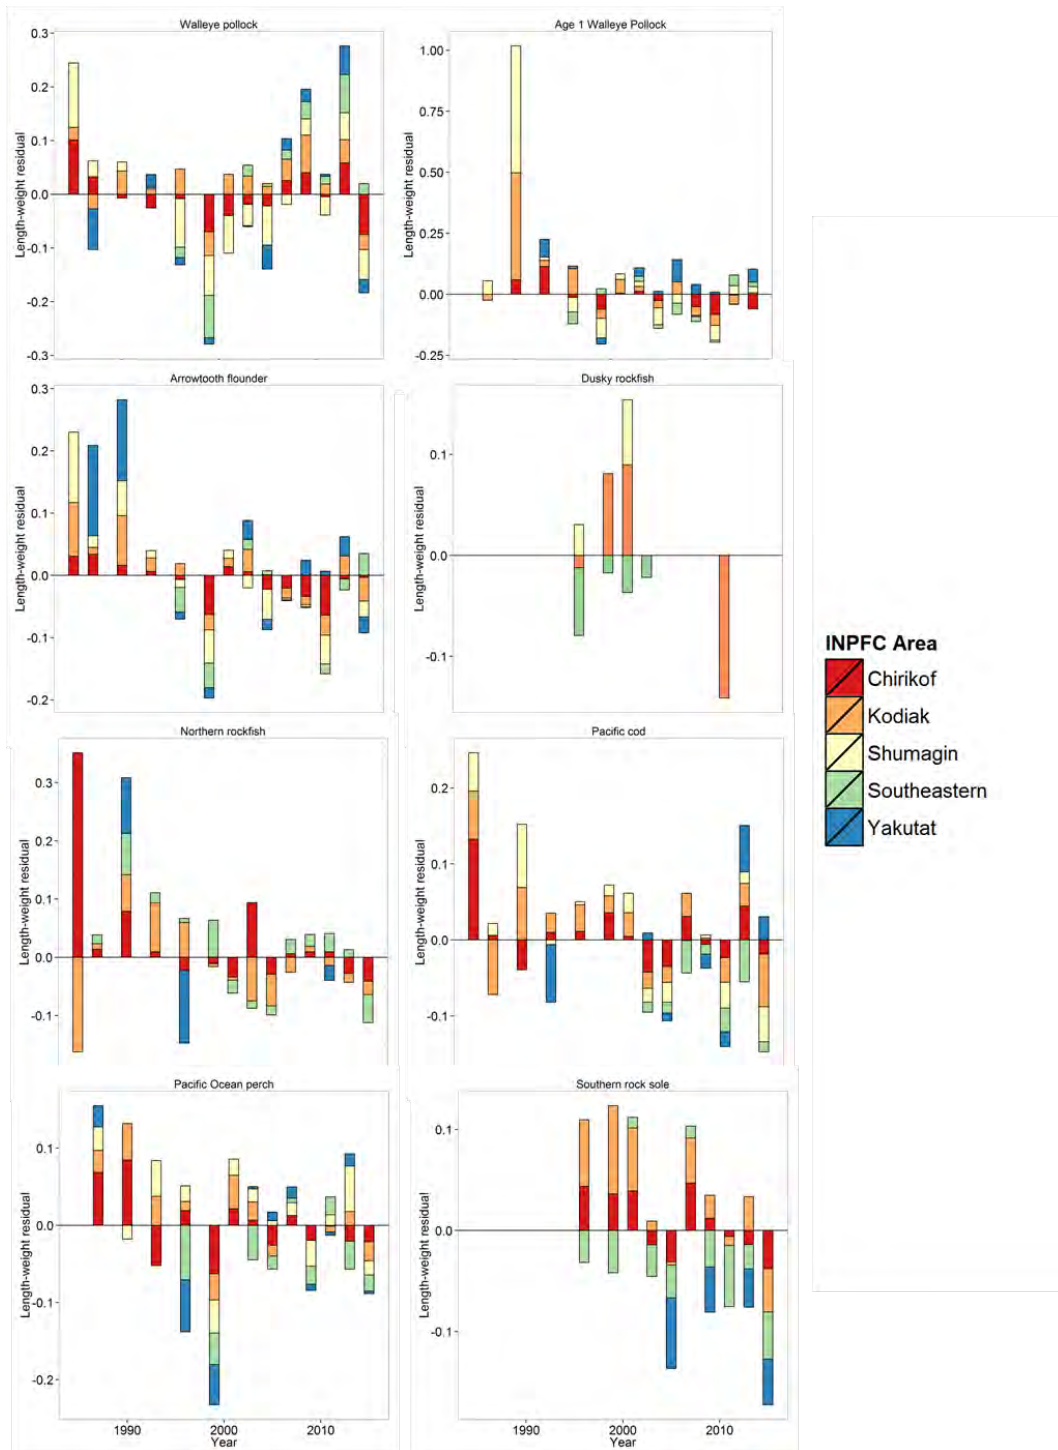 Walleye pollock
Age 1 Walleye Pollock
Length-weight residual
0.3
0.2
0.1
0.0
-0.1
-0.2
-0.3
Length-weight residual
1.00
0.75
0.50
0.25
0.00
-0.25
Arrowtooth flounder
Dusky rockfish
Length-weight residual
0.3
0.2
0.1
0.0
-0.1
-0.2
Length-weight residual
0.1
0.0
-0.1
INPFC Area
Chirikof
Kodiak
Shumagin
Southeastern
Yakutat
Northern rockfish
Pacific cod
Length-weight residual
0.3
0.2
0.1
0.0
-0.1
Length-weight residual
0.2
0.1
0.0
-0.1
Pacific Ocean perch
Southern rock sole
Length-weight residual
0.1
0.0
-0.1
-0.2
Length-weight residual
0.1
0.0
-0.1
1990
2000
2010
Year
1990
2000
2010
Year